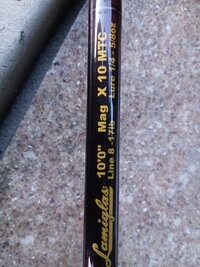 Lamiglas
10'0" Mag X 10 MTC
Line 8 - 17lb Lure 1/4 - 5/8oz